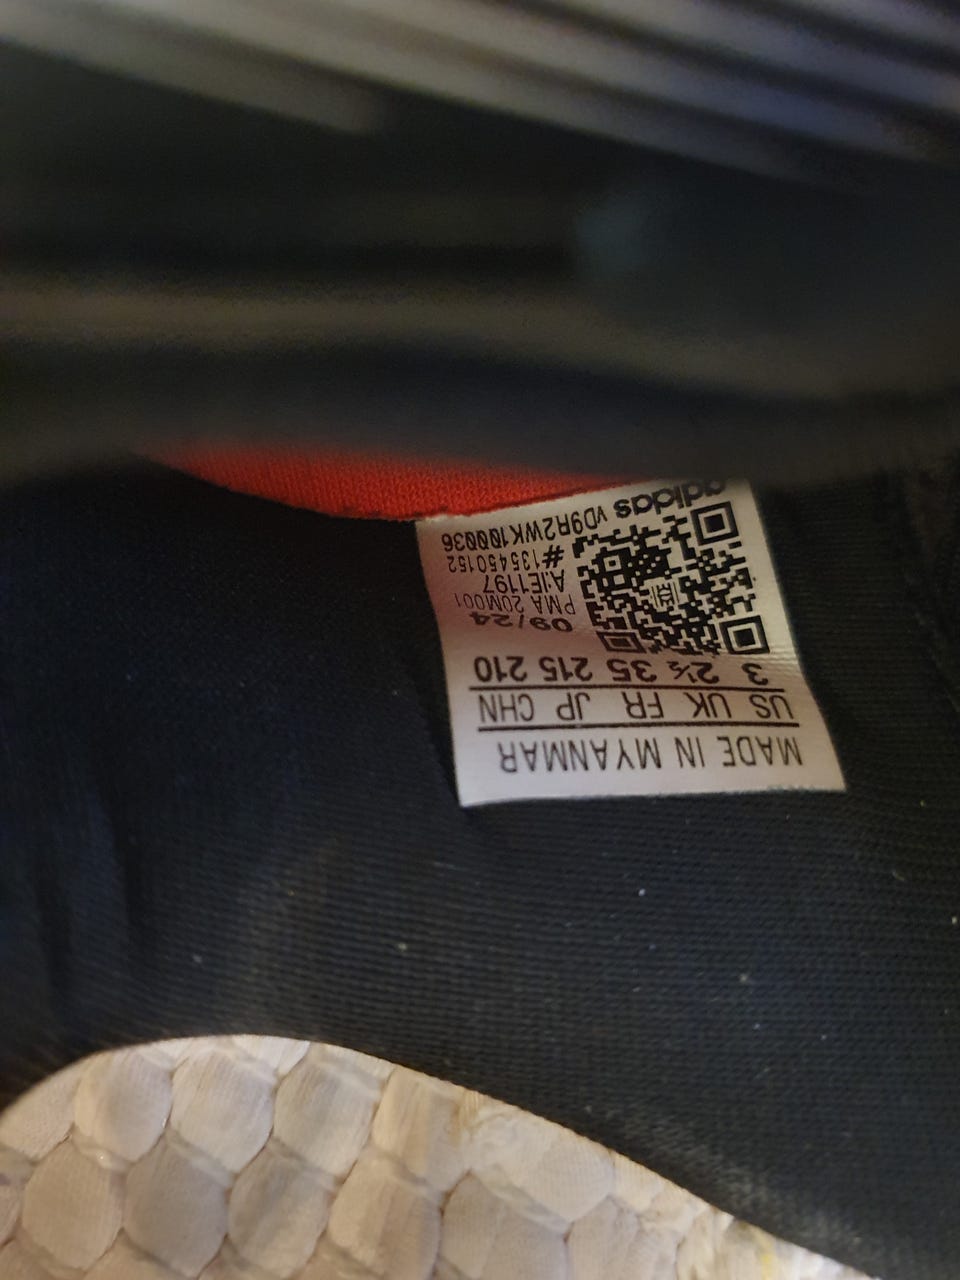 MADE IN MYANMAR
US UK FR JP CHN
3 2½ 35 215 210
09/24
PMA 20M001
A:IE1197
#135450152
vD9R2WK100036
adidas